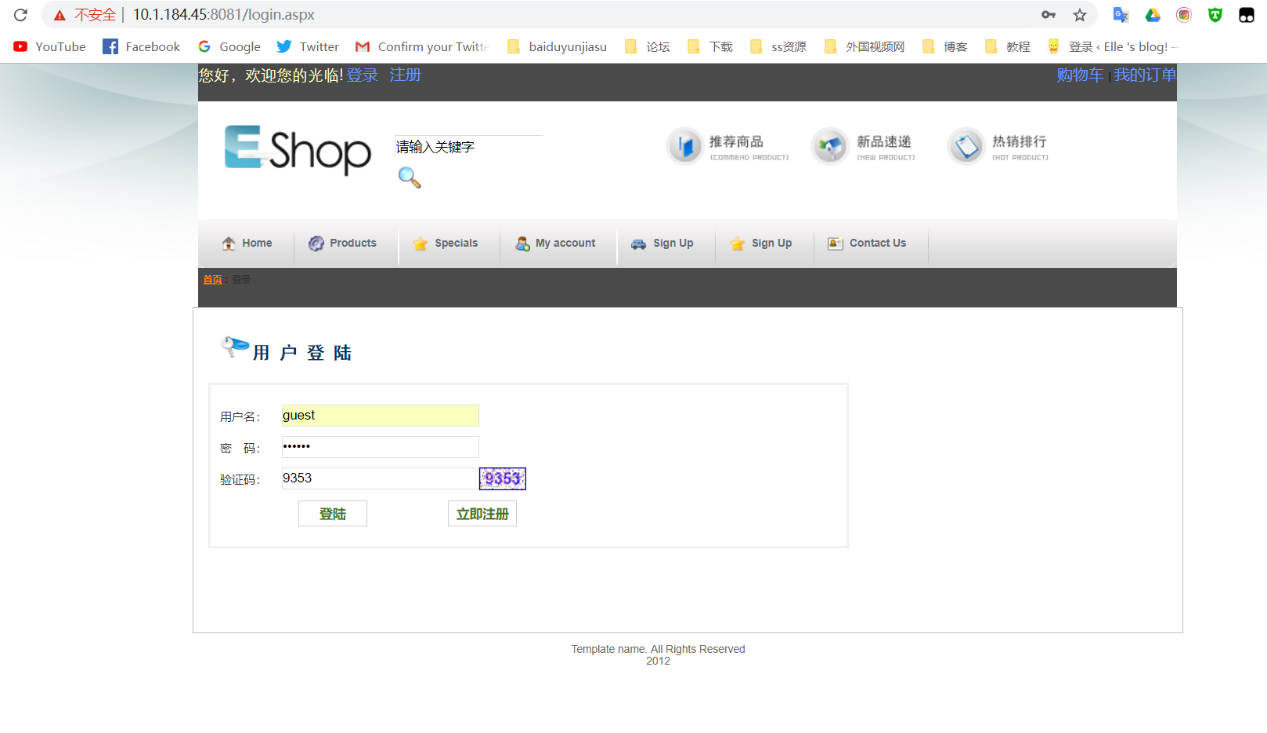 不安全 | 10.1.184.45:8081/login.aspx
YouTube Facebook Google Twitter Confirm your Twitte baiduyunjiasu 论坛 下载 ss资源 外国视频网 博客 教程 登录 ‹ Elle 's blog! —
您好，欢迎您的光临! 登录 注册 购物车 | 我的订单
E Shop
请输入关键字
推荐商品 新品速递 热销排行
(COMMEND PRODUCT) (NEW PRODUCT) (HOT PRODUCT)
Home Products Specials My account Sign Up Sign Up Contact Us
首页 : 登录
用 户 登 陆
用户名: guest
密 码: ••••••
验证码: 9353 9353
登陆 立即注册
Template name. All Rights Reserved
2012